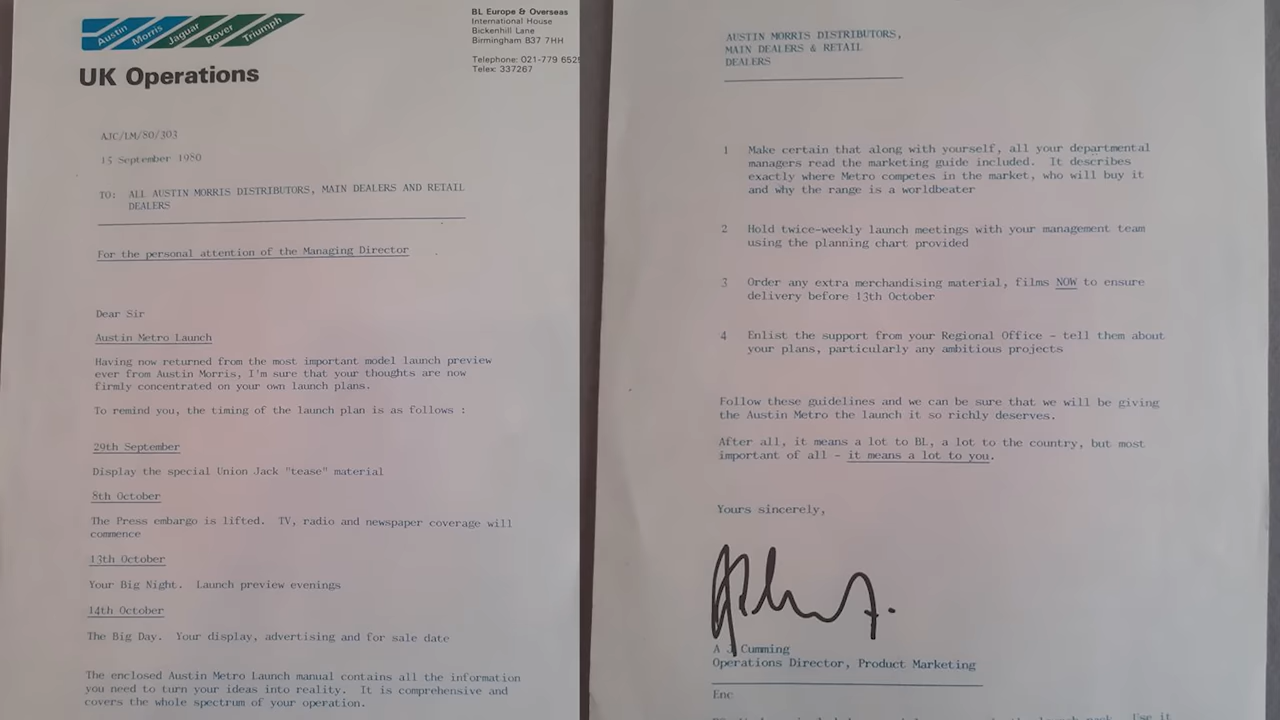 Austin Morris Jaguar Rover Triumph
UK Operations
BL Europe & Overseas
International House
Bickenhill Lane
Birmingham B37 7HH
Telephone: 021-779 652
Telex: 337267
AJC/LM/80/303
15 September 1980
TO: ALL AUSTIN MORRIS DISTRIBUTORS, MAIN DEALERS AND RETAIL
DEALERS
For the personal attention of the Managing Director
Dear Sir
Austin Metro Launch
Having now returned from the most important model launch preview
ever from Austin Morris, I'm sure that your thoughts are now
firmly concentrated on your own launch plans.
To remind you, the timing of the launch plan is as follows :
29th September
Display the special Union Jack "tease" material
8th October
The Press embargo is lifted. TV, radio and newspaper coverage will
commence
13th October
Your Big Night. Launch preview evenings
14th October
The Big Day. Your display, advertising and for sale date
The enclosed Austin Metro Launch manual contains all the information
you need to turn your ideas into reality. It is comprehensive and
covers the whole spectrum of your operation.
AUSTIN MORRIS DISTRIBUTORS,
MAIN DEALERS & RETAIL
DEALERS
1 Make certain that along with yourself, all your departmental
managers read the marketing guide included. It describes
exactly where Metro competes in the market, who will buy it
and why the range is a worldbeater
2 Hold twice-weekly launch meetings with your management team
using the planning chart provided
3 Order any extra merchandising material, films NOW to ensure
delivery before 13th October
4 Enlist the support from your Regional Office - tell them about
your plans, particularly any ambitious projects
Follow these guidelines and we can be sure that we will be giving
the Austin Metro the launch it so richly deserves.
After all, it means a lot to BL, a lot to the country, but most
important of all - it means a lot to you.
Yours sincerely,
A J Cumming
Operations Director, Product Marketing
Enc
Use it